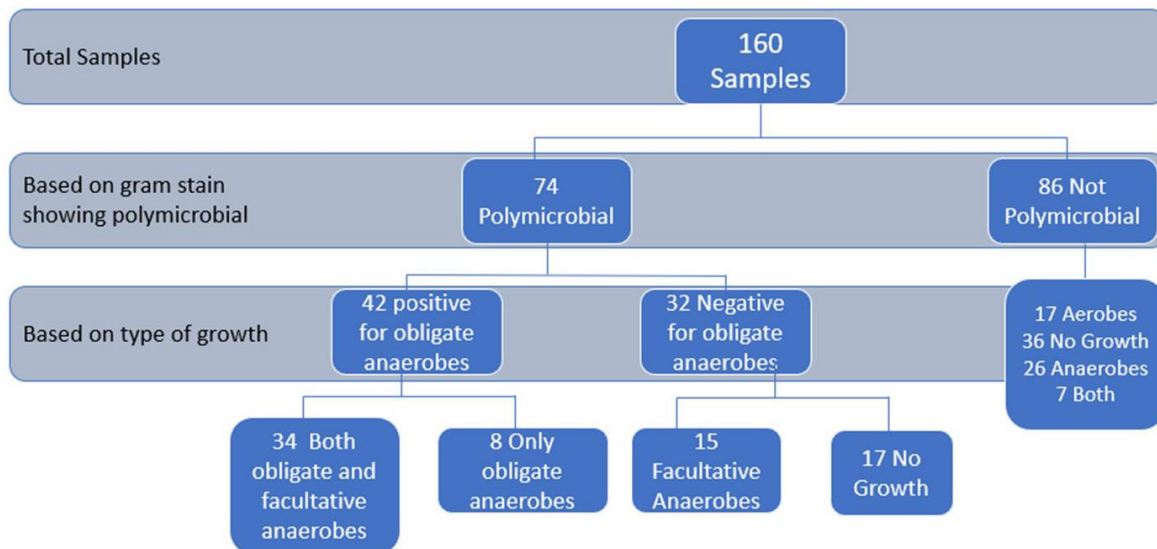 Total Samples
160
Samples
Based on gram stain
showing polymicrobial
74
Polymicrobial
86 Not
Polymicrobial
Based on type of growth
42 positive
for obligate
anaerobes
32 Negative
for obligate
anaerobes
17 Aerobes
36 No Growth
26 Anaerobes
7 Both
34 Both
obligate and
facultative
anaerobes
8 Only
obligate
anaerobes
15
Facultative
Anaerobes
17 No
Growth